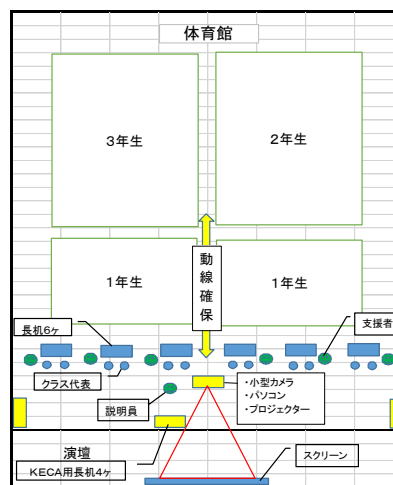 体育館
3年生
2年生
動線確保
1年生
1年生
長机6ヶ
支援者
クラス代表
説明員
・小型カメラ
・パソコン
・プロジェクター
演壇
KECA用長机4ヶ
スクリーン